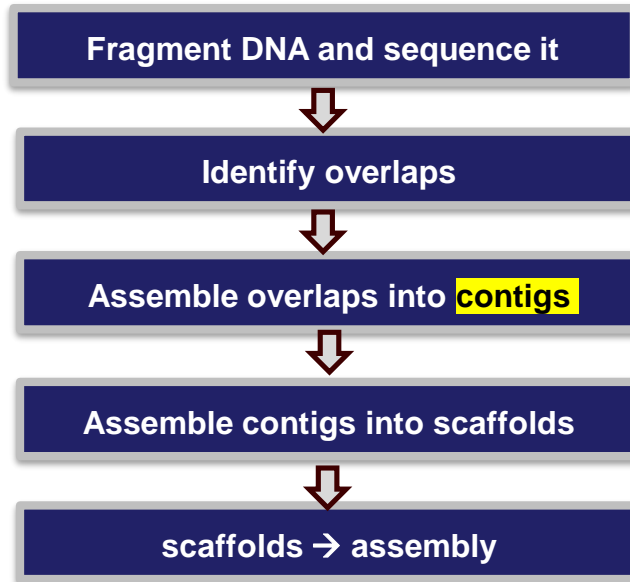 Fragment DNA and sequence it
Identify overlaps
Assemble overlaps into contigs
Assemble contigs into scaffolds
scaffolds → assembly